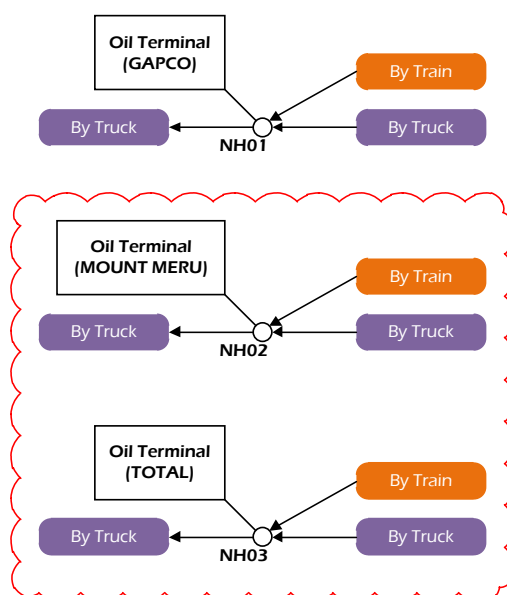 Oil Terminal
(GAPCO)
By Train
By Truck
By Truck
NH01
Oil Terminal
(MOUNT MERU)
By Train
By Truck
By Truck
NH02
Oil Terminal
(TOTAL)
By Train
By Truck
By Truck
NH03